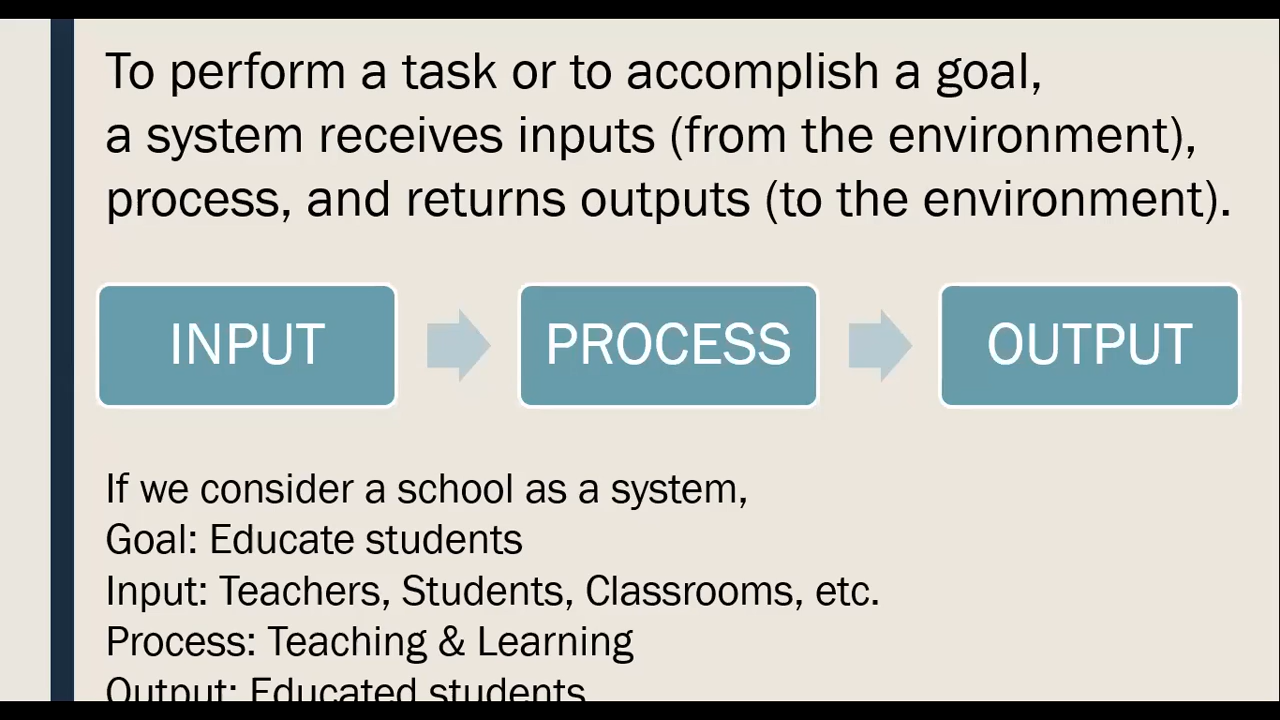 To perform a task or to accomplish a goal,
a system receives inputs (from the environment),
process, and returns outputs (to the environment).
INPUT
PROCESS
OUTPUT
If we consider a school as a system,
Goal: Educate students
Input: Teachers, Students, Classrooms, etc.
Process: Teaching & Learning
Output: Educated students